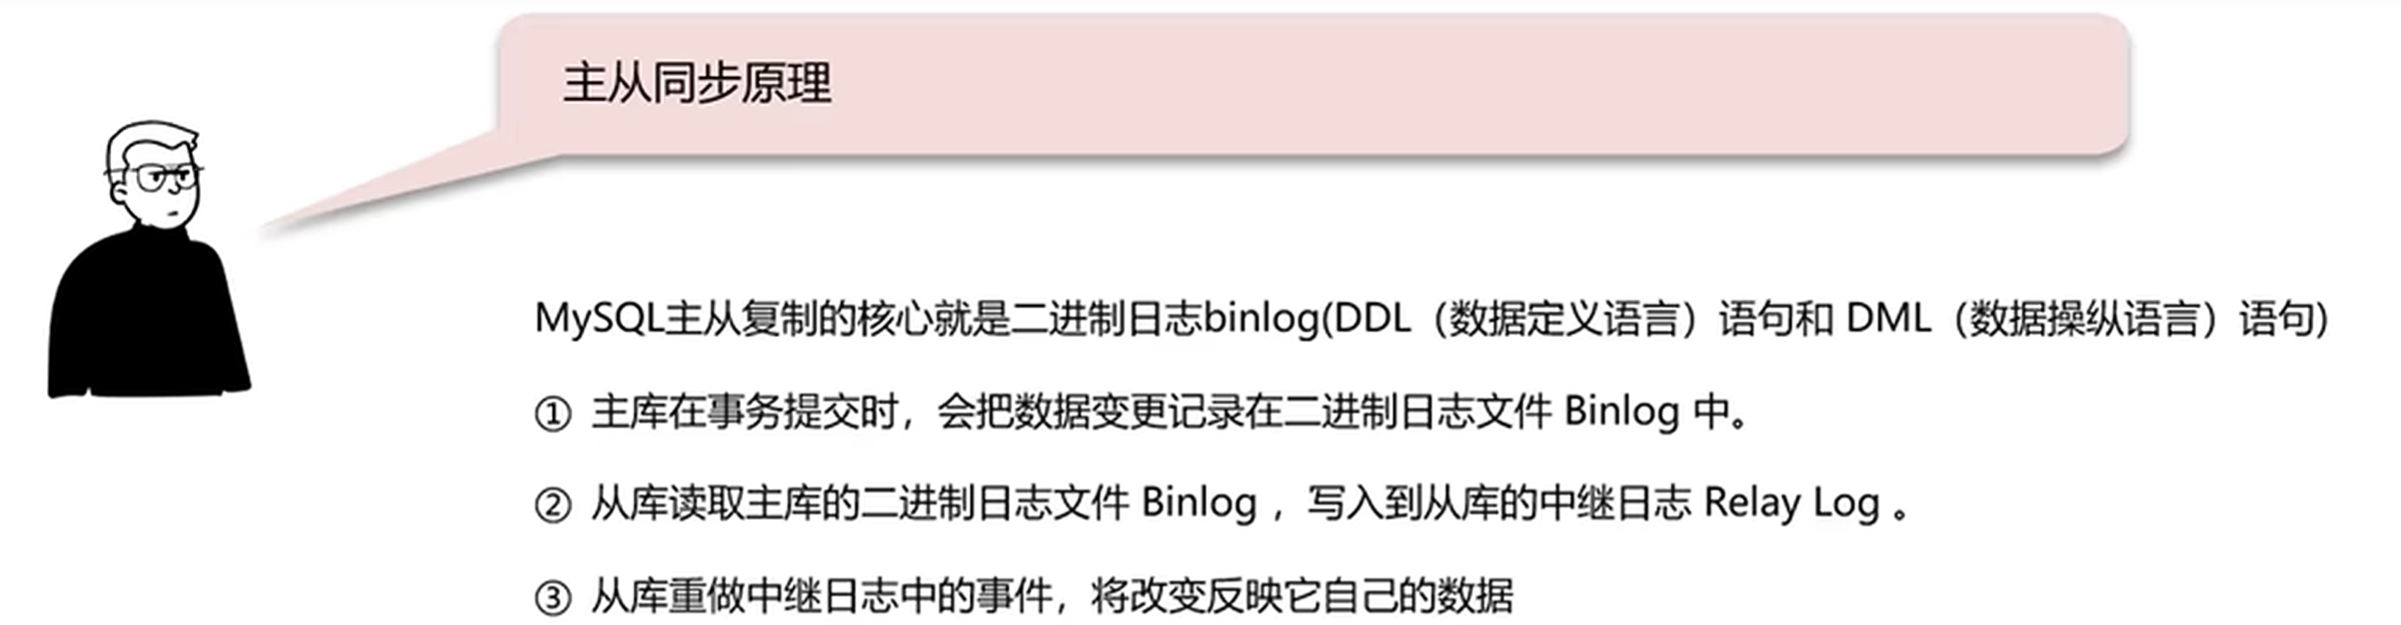 主从同步原理
MySQL主从复制的核心就是二进制日志binlog(DDL（数据定义语言）语句和 DML（数据操纵语言）语句)
① 主库在事务提交时，会把数据变更记录在二进制日志文件 Binlog 中。
② 从库读取主库的二进制日志文件 Binlog ，写入到从库的中继日志 Relay Log 。
③ 从库重做中继日志中的事件，将改变反映它自己的数据